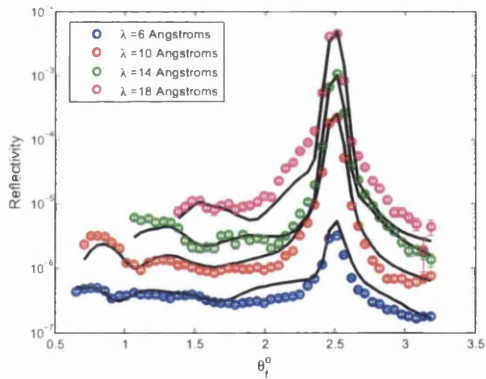 10⁻²
λ =6 Angstroms
λ =10 Angstroms
λ =14 Angstroms
λ =18 Angstroms
10⁻³
10⁻⁴
10⁻⁵
10⁻⁶
10⁻⁷
Reflectivity
0.5 1 1.5 2 2.5 3 3.5
θ_f^o